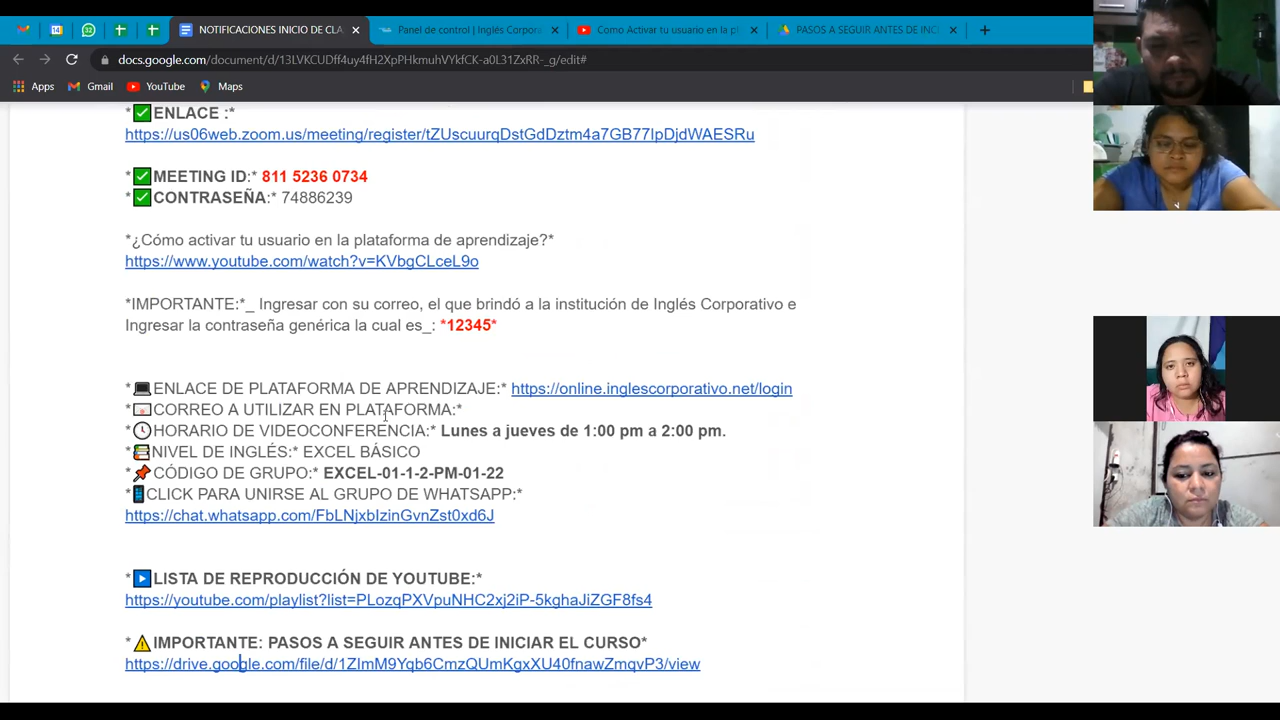 NOTIFICACIONES INICIO DE CLA
Panel de control | Inglés Corpora
Como Activar tu usuario en la pl
PASOS A SEGUIR ANTES DE INIC
docs.google.com/document/d/13LVKCUDff4uy4fH2XpPHkmuhVYkfCK-a0L31ZxRR-_g/edit#
Apps Gmail YouTube Maps
*✅ENLACE :*
https://us06web.zoom.us/meeting/register/tZUscuurqDstGdDztm4a7GB77IpDjdWAESRu
*✅MEETING ID:* 811 5236 0734
*✅CONTRASEÑA:* 74886239
*¿Cómo activar tu usuario en la plataforma de aprendizaje?*
https://www.youtube.com/watch?v=KVbgCLceL9o
*IMPORTANTE:*_ Ingresar con su correo, el que brindó a la institución de Inglés Corporativo e
Ingresar la contraseña genérica la cual es_: *12345*
*💻ENLACE DE PLATAFORMA DE APRENDIZAJE:* https://online.inglescorporativo.net/login
*📧CORREO A UTILIZAR EN PLATAFORMA:*
*🕓HORARIO DE VIDEOCONFERENCIA:* Lunes a jueves de 1:00 pm a 2:00 pm.
*📚NIVEL DE INGLÉS:* EXCEL BÁSICO
*📌CÓDIGO DE GRUPO:* EXCEL-01-1-2-PM-01-22
*📱CLICK PARA UNIRSE AL GRUPO DE WHATSAPP:*
https://chat.whatsapp.com/FbLNjxbIzinGvnZst0xd6J
*▶️LISTA DE REPRODUCCIÓN DE YOUTUBE:*
https://youtube.com/playlist?list=PLozqPXVpuNHC2xj2iP-5kghaJiZGF8fs4
*⚠️IMPORTANTE: PASOS A SEGUIR ANTES DE INICIAR EL CURSO*
https://drive.google.com/file/d/1ZImM9Yqb6CmzQUmKgxXU40fnawZmqvP3/view